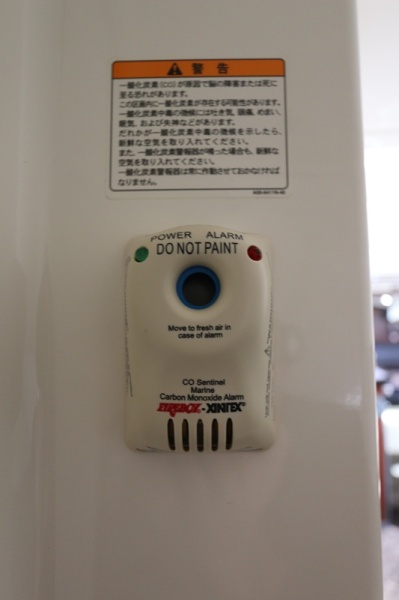 警告
一酸化炭素(CO)が原因で脳の障害または死に
至る恐れがあります。
この区画内に一酸化炭素が存在する可能性があります。
一酸化炭素中毒の徴候には吐き気、頭痛、めまい、
眠気、および失神などがあります。
だれかが一酸化炭素中毒の徴候を示したら、
新鮮な空気を取り入れてください。
また、一酸化炭素警報器が鳴った場合も、新鮮な
空気を取り入れてください。
一酸化炭素警報器は常に作動させておかなければ
なりません。
POWER ALARM
DO NOT PAINT
Move to fresh air in
case of alarm
CO Sentinel
Marine
Carbon Monoxide Alarm
FIREBOY-XINTEX